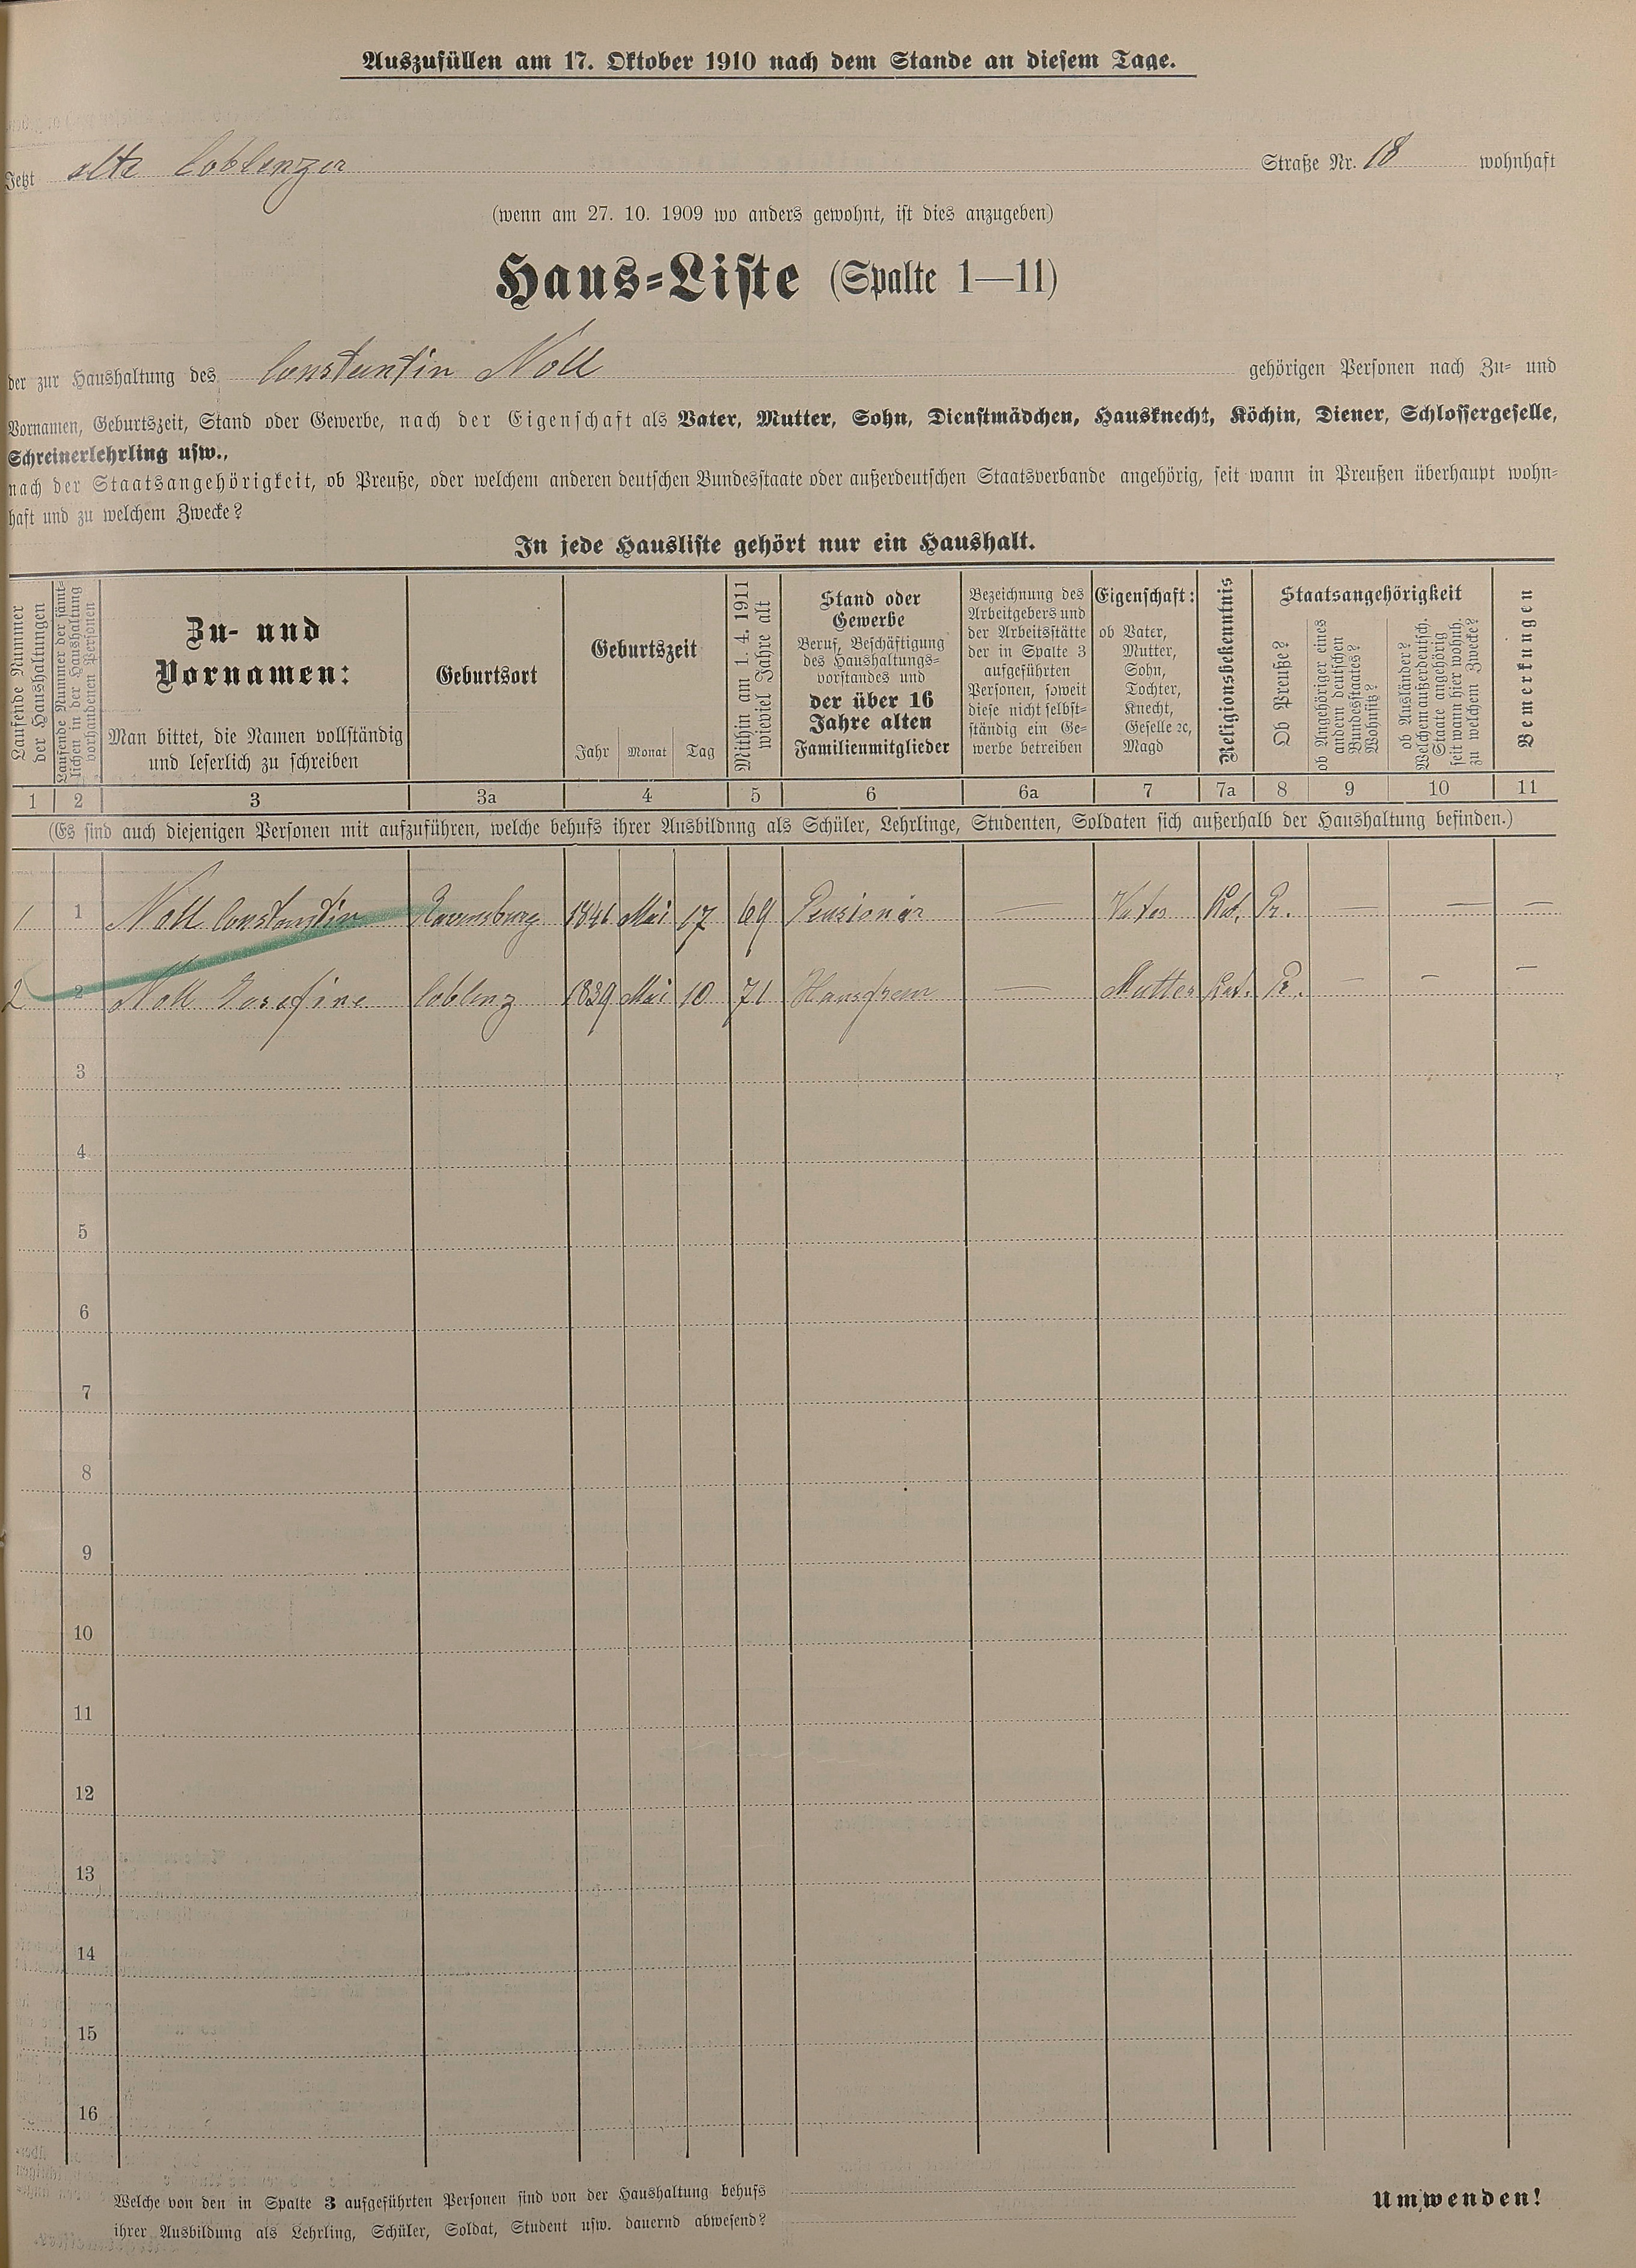 Auszufüllen am 17. Oktober 1910 nach dem Stande an diesem Tage.
Jetzt alte Coblenzer Straße Nr. 18 wohnhaft
(wenn am 27. 10. 1909 wo anders gewohnt, ist dies anzugeben)
Haus-Liste (Spalte 1—11)
der zur Haushaltung des Constantin Noll gehörigen Personen nach Zu- und
Vornamen, Geburtszeit, Stand oder Gewerbe, nach der Eigenschaft als Vater, Mutter, Sohn, Dienstmädchen, Hausknecht, Köchin, Diener, Schlossergeselle,
Schreinerlehrling usw.,
nach der Staatsangehörigkeit, ob Preuße, oder welchem anderen deutschen Bundesstaate oder außerdeutschen Staatsverbande angehörig, seit wann in Preußen überhaupt wohn-
haft und zu welchem Zwecke?
In jede Hausliste gehört nur ein Haushalt.
Laufende Nummer
der Haushaltungen
Laufende Nummer der sämt-
lichen in der Haushaltung
vorhandenen Personen
Zu- und
Vornamen:
Man bittet, die Namen vollständig
und leserlich zu schreiben
Geburtsort
Geburtszeit
Jahr Monat Tag
Mithin am 1. 4. 1911
wieviel Jahre alt
Stand oder
Gewerbe
Beruf, Beschäftigung
des Haushaltungs-
vorstandes und
der über 16
Jahre alten
Familienmitglieder
Bezeichnung des
Arbeitgebers und
der Arbeitsstätte
der in Spalte 3
aufgeführten
Personen, soweit
diese nicht selbst-
ständig ein Ge-
werbe betreiben
Eigenschaft:
ob Vater,
Mutter,
Sohn,
Tochter,
Knecht,
Geselle ꝛc,
Magd
Religionsbekenntnis
Staatsangehörigkeit
Ob Preuße?
ob Angehöriger eines
andern deutschen
Bundesstaates?
Wohnsitz?
ob Ausländer?
Welchem außerdeutsch.
Staate angehörig
seit wann hier wohnh.
zu welchem Zwecke?
Bemerkungen
1 2 3 3a 4 5 6 6a 7 7a 8 9 10 11
(Es sind auch diejenigen Personen mit aufzuführen, welche behufs ihrer Ausbildnng als Schüler, Lehrlinge, Studenten, Soldaten sich außerhalb der Haushaltung befinden.)
1 1 Noll Constantin Ravensburg 1841 Mai 17 69 Pensionär — Vater Kat. Pr. — — —
2 2 Noll Josefine Coblenz 1839 Mai 10 71 Hausfrau — Mutter Kat. Pr. — — —
3
4
5
6
7
8
9
10
11
12
13
14
15
16
Welche von den in Spalte 3 aufgeführten Personen sind von der Haushaltung behufs
ihrer Ausbildung als Lehrling, Schüler, Soldat, Student usw. dauernd abwesend?
Umwenden!